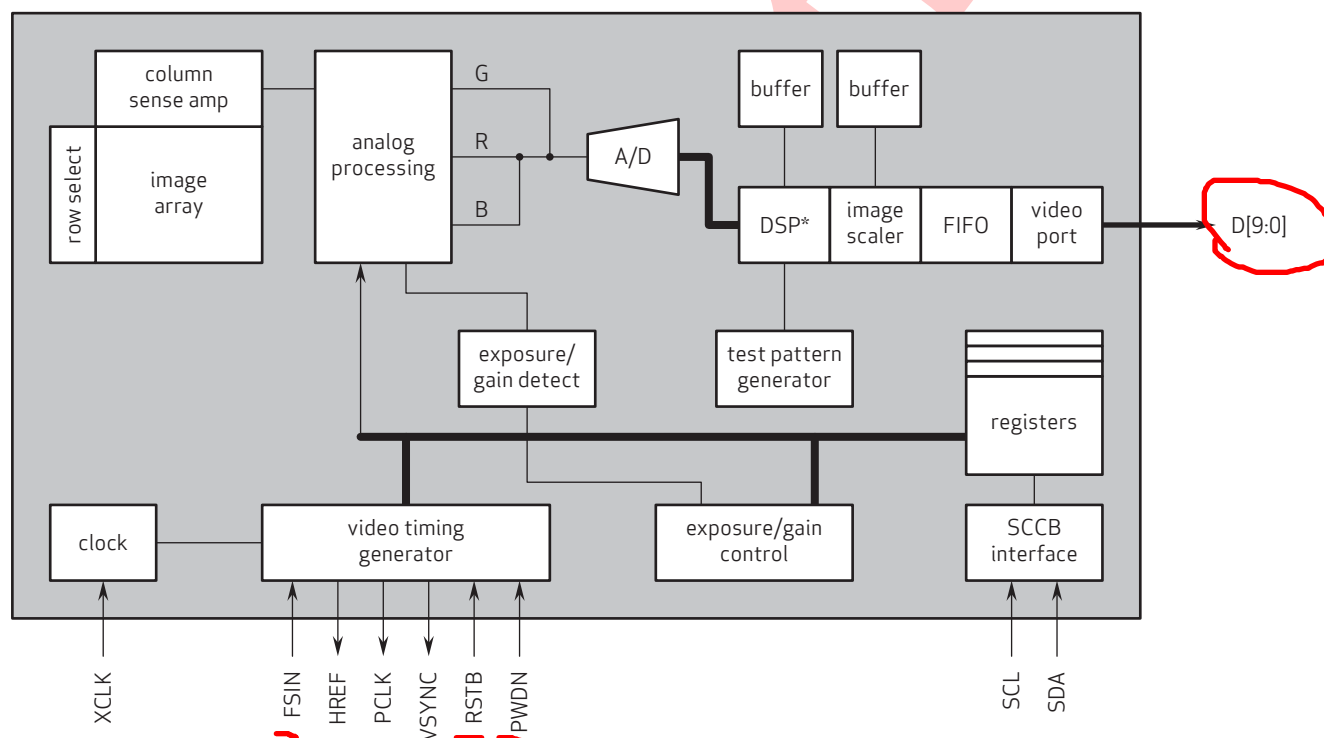 column
sense amp
row select
image
array
analog
processing
G
R
B
A/D
buffer
buffer
DSP*
image
scaler
FIFO
video
port
D[9:0]
exposure/
gain detect
test pattern
generator
registers
clock
video timing
generator
exposure/gain
control
SCCB
interface
XCLK
FSIN
HREF
PCLK
VSYNC
RSTB
PWDN
SCL
SDA